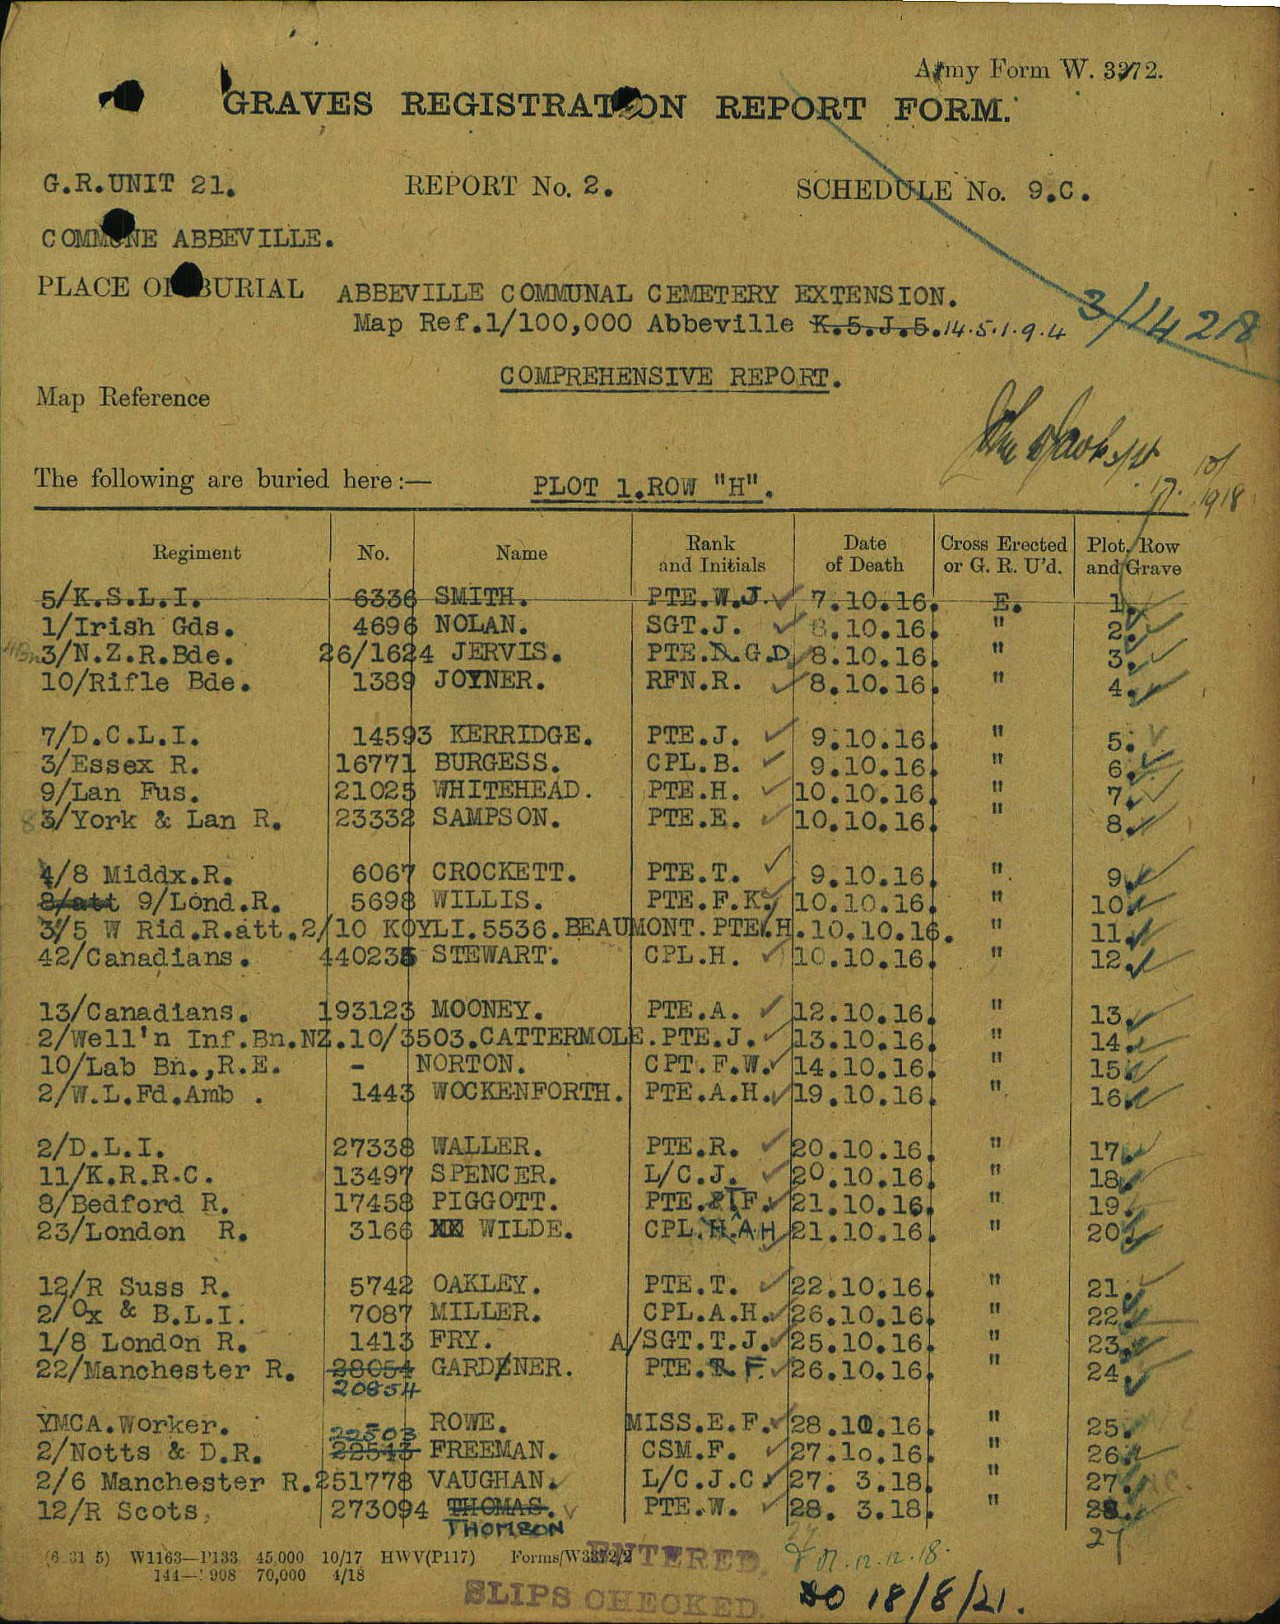 Army Form W. 3372.
GRAVES REGISTRATION REPORT FORM.
G.R.UNIT 21. REPORT No. 2. SCHEDULE No. 9.C.
COMMUNE ABBEVILLE.
PLACE OF BURIAL ABBEVILLE COMMUNAL CEMETERY EXTENSION.
Map Ref.1/100,000 Abbeville K.5.J.5. 14.5.1.9.4 3/1428
COMPREHENSIVE REPORT.
Map Reference
The following are buried here:—
PLOT 1.ROW "H".
17. 10/1918
Regiment No. Name Rank and Initials Date of Death Cross Erected or G. R. U'd. Plot, Row and Grave
5/K.S.L.I. 6336 SMITH. PTE.W.J. 7.10.16. E. 1.
1/Irish Gds. 4696 NOLAN. SGT.J. 8.10.16. " 2.
3/N.Z.R.Bde. 26/1624 JERVIS. PTE. G.D. 8.10.16. " 3.
10/Rifle Bde. 1389 JOYNER. RFN.R. 8.10.16. " 4.
7/D.C.L.I. 14593 KERRIDGE. PTE.J. 9.10.16. " 5.
3/Essex R. 16771 BURGESS. CPL.B. 9.10.16. " 6.
9/Lan Fus. 21025 WHITEHEAD. PTE.H. 10.10.16. " 7.
3/York & Lan R. 23332 SAMPSON. PTE.E. 10.10.16. " 8.
4/8 Middx.R. 6067 CROCKETT. PTE.T. 9.10.16. " 9.
8/att 9/Lond.R. 5698 WILLIS. PTE.F.K. 10.10.16. " 10.
3/5 W Rid.R.att.2/10 KOYLI.5536.BEAUMONT.PTE.H.10.10.16. " 11.
42/Canadians. 440235 STEWART. CPL.H. 10.10.16. " 12.
13/Canadians. 193123 MOONEY. PTE.A. 12.10.16. " 13.
2/Well'n Inf.Bn.NZ.10/3503.CATTERMOLE.PTE.J. 13.10.16. " 14.
10/Lab Bn.,R.E. - NORTON. CPT.F.W. 14.10.16. " 15.
2/W.L.Fd.Amb . 1443 WOCKENFORTH. PTE.A.H. 19.10.16. " 16.
2/D.L.I. 27338 WALLER. PTE.R. 20.10.16. " 17.
11/K.R.R.C. 13497 SPENCER. L/C.J. 20.10.16. " 18.
8/Bedford R. 17458 PIGGOTT. PTE. F. 21.10.16. " 19.
23/London R. 3166 WILDE. CPL.H. A H 21.10.16. " 20.
12/R Suss R. 5742 OAKLEY. PTE.T. 22.10.16. " 21.
2/Ox & B.L.I. 7087 MILLER. CPL.A.H. 26.10.16. " 22.
1/8 London R. 1413 FRY. A/SGT.T.J. 25.10.16. " 23.
22/Manchester R. 28054 GARDENER. PTE.R F. 26.10.16. " 24.
20854
YMCA.Worker. ROWE. MISS.E.F. 28.10.16. " 25.
22503
2/Notts & D.R. 22543 FREEMAN. CSM.F. 27.10.16. " 26.
2/6 Manchester R.251778 VAUGHAN. L/C.J.C. 27. 3.18. " 27.
12/R Scots. 273094 THOMAS. PTE.W. 28. 3.18. " 28.
THOMSON 27 27
(6 31 5) W1163—P133 45,000 10/17 HWV(P117) Forms/W3372/2
144— 908 70,000 4/18
ENTERED. 12.12.18.
SLIPS CHECKED. 18/8/21.